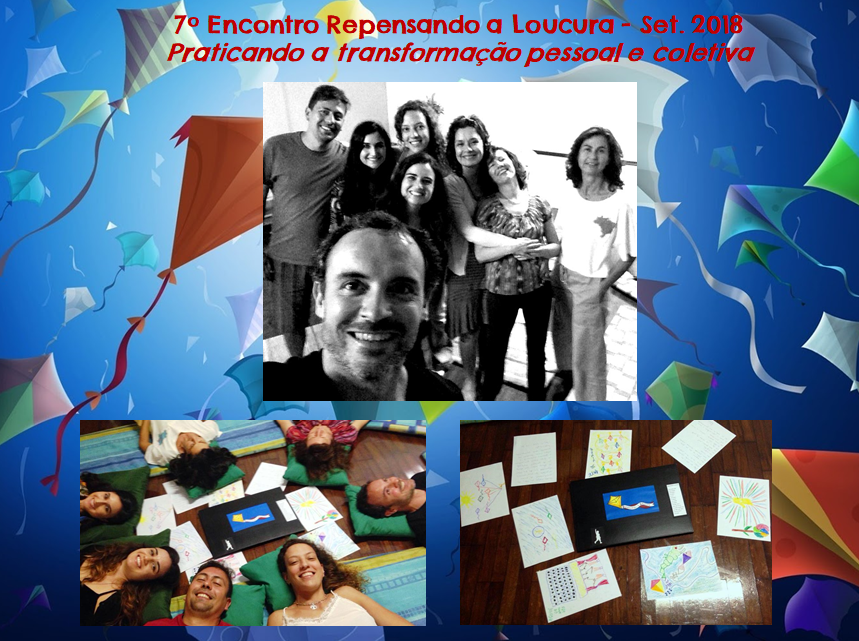 7º Encontro Repensando a Loucura - Set. 2018
Praticando a transformação pessoal e coletiva